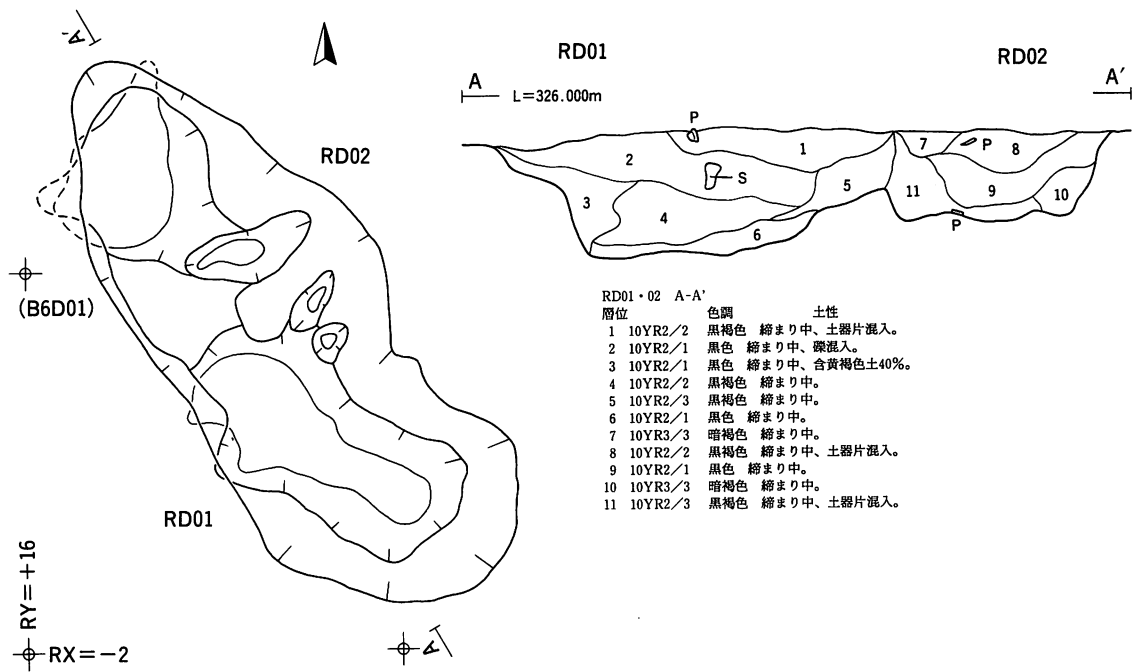 A'
RD02
(B6D01)
RD01
RY=+16
RX=-2
A
RD01
RD02
A
A'
L=326.000m
P
1
2
S
3
4
5
6
7
P
8
9
10
11
P
RD01・02 A-A'
層位 色調 土性
1 10YR2/2 黒褐色 締まり中、土器片混入。
2 10YR2/1 黒色 締まり中、礫混入。
3 10YR2/1 黒色 締まり中、含黄褐色土40%。
4 10YR2/2 黒褐色 締まり中。
5 10YR2/3 黒褐色 締まり中。
6 10YR2/1 黒色 締まり中。
7 10YR3/3 暗褐色 締まり中。
8 10YR2/2 黒褐色 締まり中、土器片混入。
9 10YR2/1 黒色 締まり中。
10 10YR3/3 暗褐色 締まり中。
11 10YR2/3 黒褐色 締まり中、土器片混入。